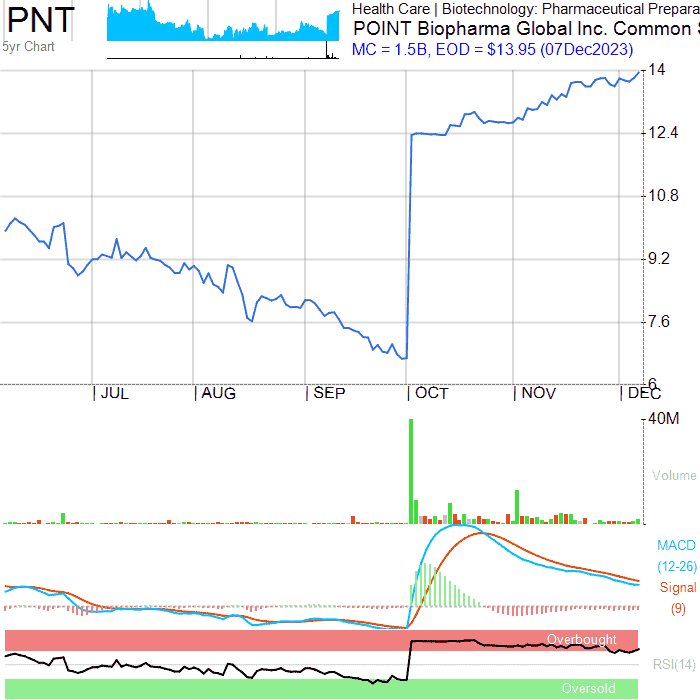 PNT
5yr Chart
Health Care | Biotechnology: Pharmaceutical Prepara
POINT Biopharma Global Inc. Common S
MC = 1.5B, EOD = $13.95 (07Dec2023)
14
12.4
10.8
9.2
7.6
6
JUL
AUG
SEP
OCT
NOV
DEC
40M
Volume
MACD
(12-26)
Signal
(9)
Overbought
RSI(14)
Oversold